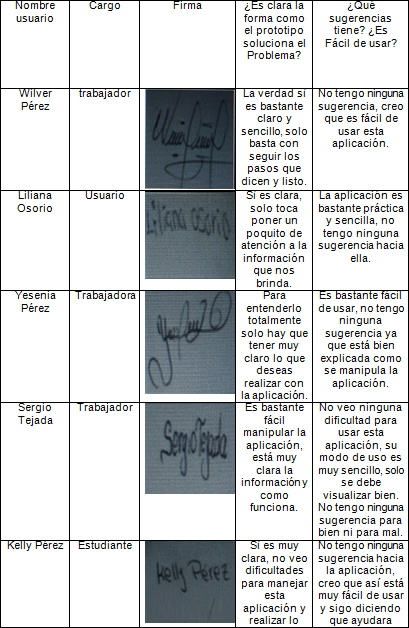 Nombre usuario
Cargo
Firma
¿Es clara la forma como el prototipo soluciona el Problema?
¿Qué sugerencias tiene? ¿Es Fácil de usar?
Wilver
Pérez
trabajador
La verdad si
es bastante
claro y
sencillo, solo
basta con
seguir los
pasos que
dicen y listo.
No tengo ninguna
sugerencia, creo
que es fácil de
usar esta
aplicación.
Liliana
Osorio
Usuario
Liliana Osorio
Si es clara,
solo toca
poner un
poquito de
atención a la
información
que nos
brinda.
La aplicación es
bastante práctica
y sencilla, no
tengo ninguna
sugerencia hacia
ella.
Yesenia
Pérez
Trabajadora
Para
entenderlo
totalmente
solo hay que
tener muy
claro lo que
deseas
realizar con
la aplicación.
Es bastante fácil
de usar, no tengo
ninguna
sugerencia ya
que está bien
explicada como
se manipula la
aplicación.
Sergio
Tejada
Trabajador
Sergio Tejada
Es bastante
fácil
manipular la
aplicación,
está muy
clara la
información y
como
funciona.
No veo ninguna
dificultad para
usar esta
aplicación, su
modo de uso es
muy sencillo, solo
se debe
visualizar bien.
No tengo ninguna
sugerencia para
bien ni para mal.
Kelly Pérez
Estudiante
Kelly Pérez
Si es muy
clara, no veo
dificultades
para manejar
esta
aplicación y
realizar lo
No tengo ninguna
sugerencia hacia
la aplicación,
creo que así está
muy fácil de usar
y sigo diciendo
que ayudara